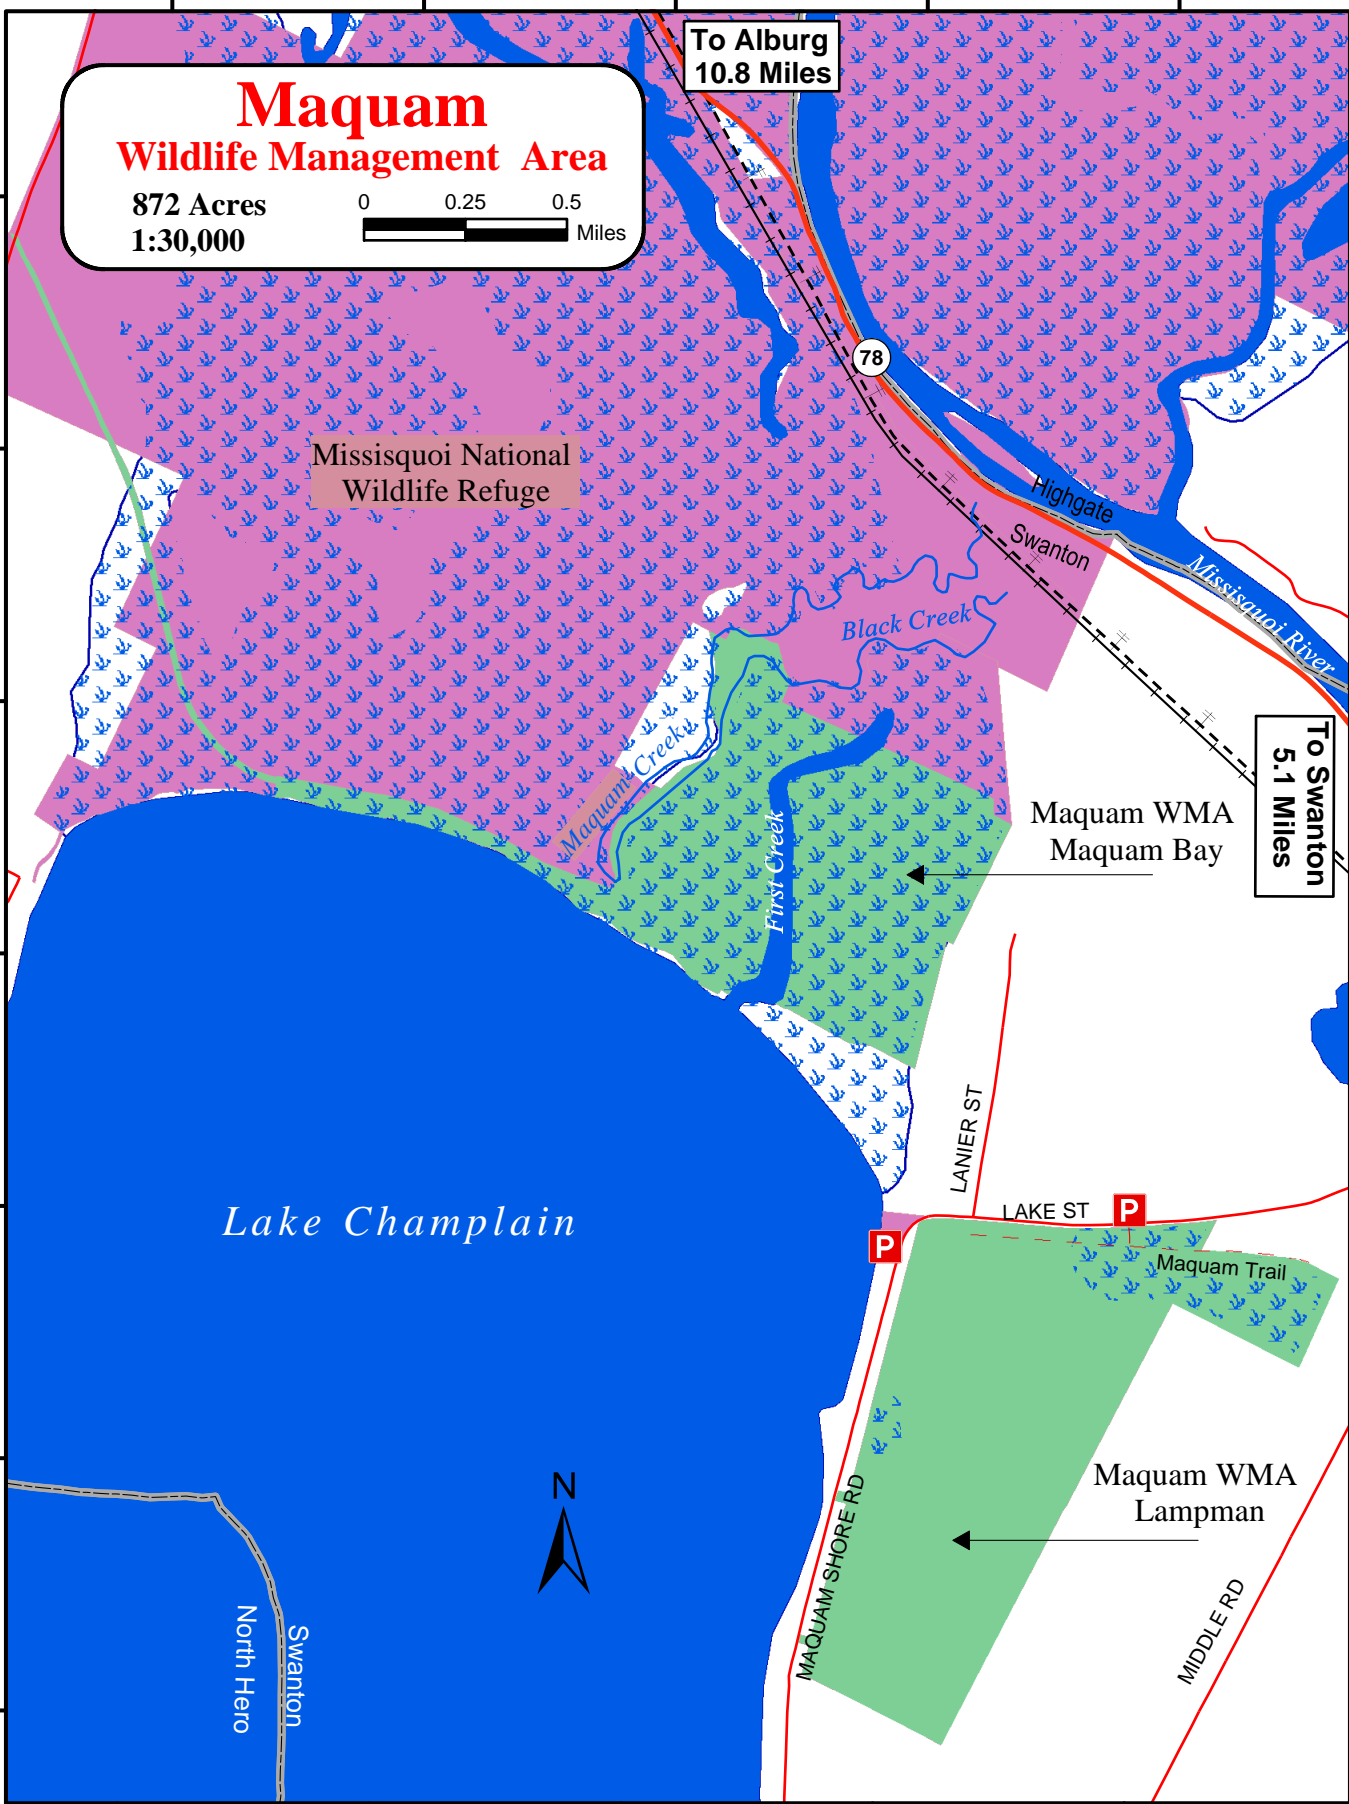 To Alburg
10.8 Miles
Maquam
Wildlife Management Area
872 Acres
1:30,000
0 0.25 0.5
Miles
78
Missisquoi National
Wildlife Refuge
Highgate
Swanton
Missisquoi River
Black Creek
Maquam Creek
First Creek
To Swanton
5.1 Miles
Maquam WMA
Maquam Bay
LANIER ST
LAKE ST
P
P
Maquam Trail
Lake Champlain
N
Maquam WMA
Lampman
MAQUAM SHORE RD
MIDDLE RD
Swanton
North Hero